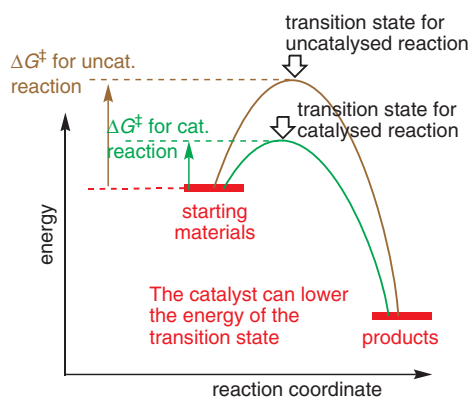 transition state for
uncatalysed reaction
ΔG‡ for uncat.
reaction
transition state for
catalysed reaction
ΔG‡ for cat.
reaction
starting
materials
energy
The catalyst can lower
the energy of the
transition state
products
reaction coordinate